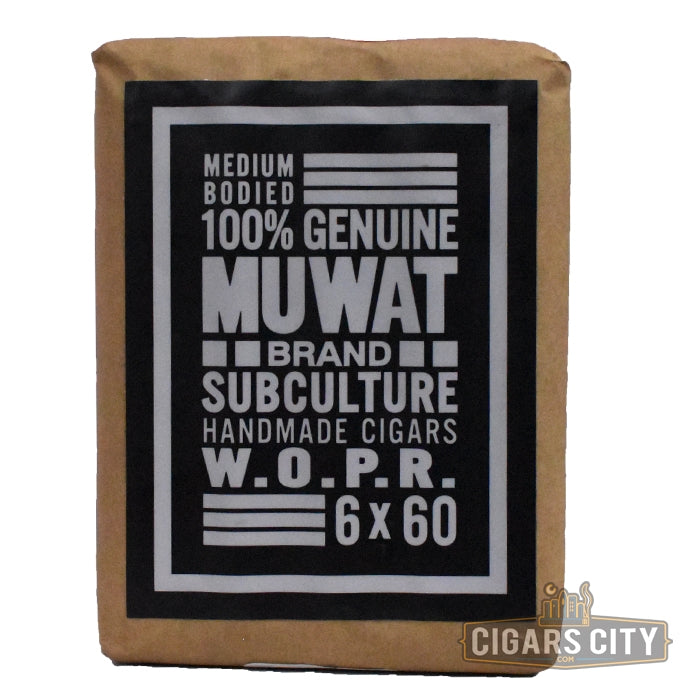 MEDIUM
BODIED
100% GENUINE
MUWAT
BRAND
SUBCULTURE
HANDMADE CIGARS
W.O.P.R.
6 X 60
CIGARS CITY
.COM